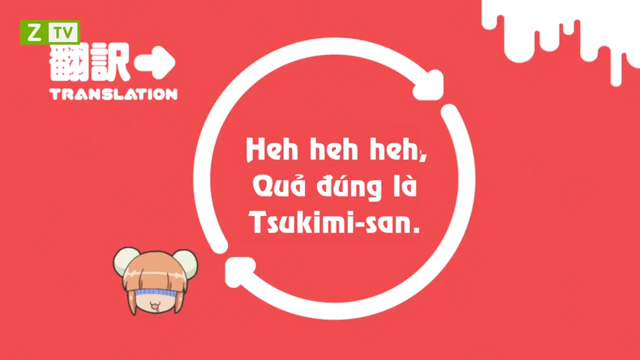 Z TV
翻訳
TRANSLATION
Heh heh heh,
Quả đúng là
Tsukimi-san.